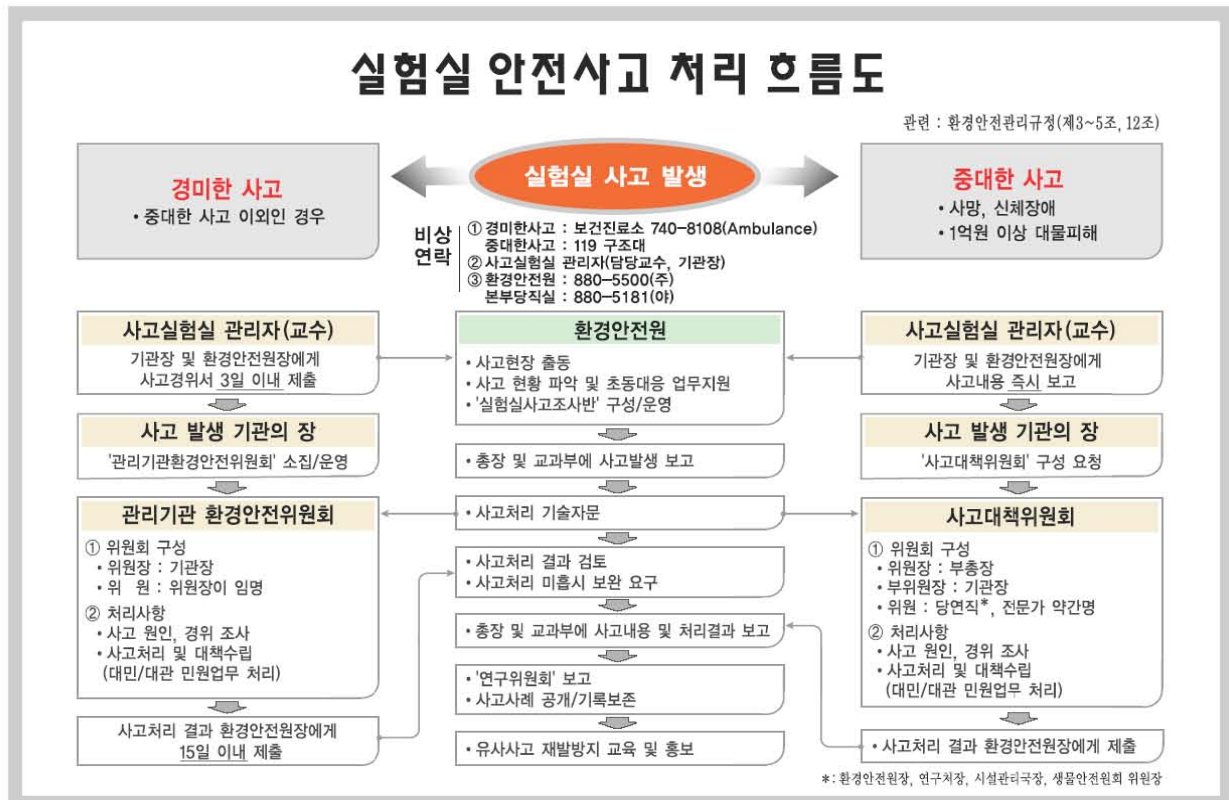 실험실 안전사고 처리 흐름도
관련 : 환경안전관리규정(제3~5조, 12조)
경미한 사고
• 중대한 사고 이외인 경우
실험실 사고 발생
중대한 사고
• 사망, 신체장애
• 1억원 이상 대물피해
비상
연락
① 경미한사고 : 보건진료소 740-8108(Ambulance)
중대한사고 : 119 구조대
② 사고실험실 관리자(담당교수, 기관장)
③ 환경안전원 : 880-5500(주)
본부당직실 : 880-5181(야)
사고실험실 관리자(교수)
기관장 및 환경안전원장에게
사고경위서 3일 이내 제출
사고 발생 기관의 장
'관리기관환경안전위원회' 소집/운영
관리기관 환경안전위원회
① 위원회 구성
• 위원장 : 기관장
• 위 원 : 위원장이 임명
② 처리사항
• 사고 원인, 경위 조사
• 사고처리 및 대책수립
(대민/대관 민원업무 처리)
사고처리 결과 환경안전원장에게
15일 이내 제출
환경안전원
• 사고현장 출동
• 사고 현황 파악 및 초동대응 업무지원
• '실험실사고조사반' 구성/운영
• 총장 및 교과부에 사고발생 보고
• 사고처리 기술자문
• 사고처리 결과 검토
• 사고처리 미흡시 보완 요구
• 총장 및 교과부에 사고내용 및 처리결과 보고
• '연구위원회' 보고
• 사고사례 공개/기록보존
• 유사사고 재발방지 교육 및 홍보
사고실험실 관리자(교수)
기관장 및 환경안전원장에게
사고내용 즉시 보고
사고 발생 기관의 장
'사고대책위원회' 구성 요청
사고대책위원회
① 위원회 구성
• 위원장 : 부총장
• 부위원장 : 기관장
• 위원 : 당연직*, 전문가 약간명
② 처리사항
• 사고 원인, 경위 조사
• 사고처리 및 대책수립
(대민/대관 민원업무 처리)
• 사고처리 결과 환경안전원장에게 제출
*: 환경안전원장, 연구처장, 시설관리국장, 생물안전원회 위원장